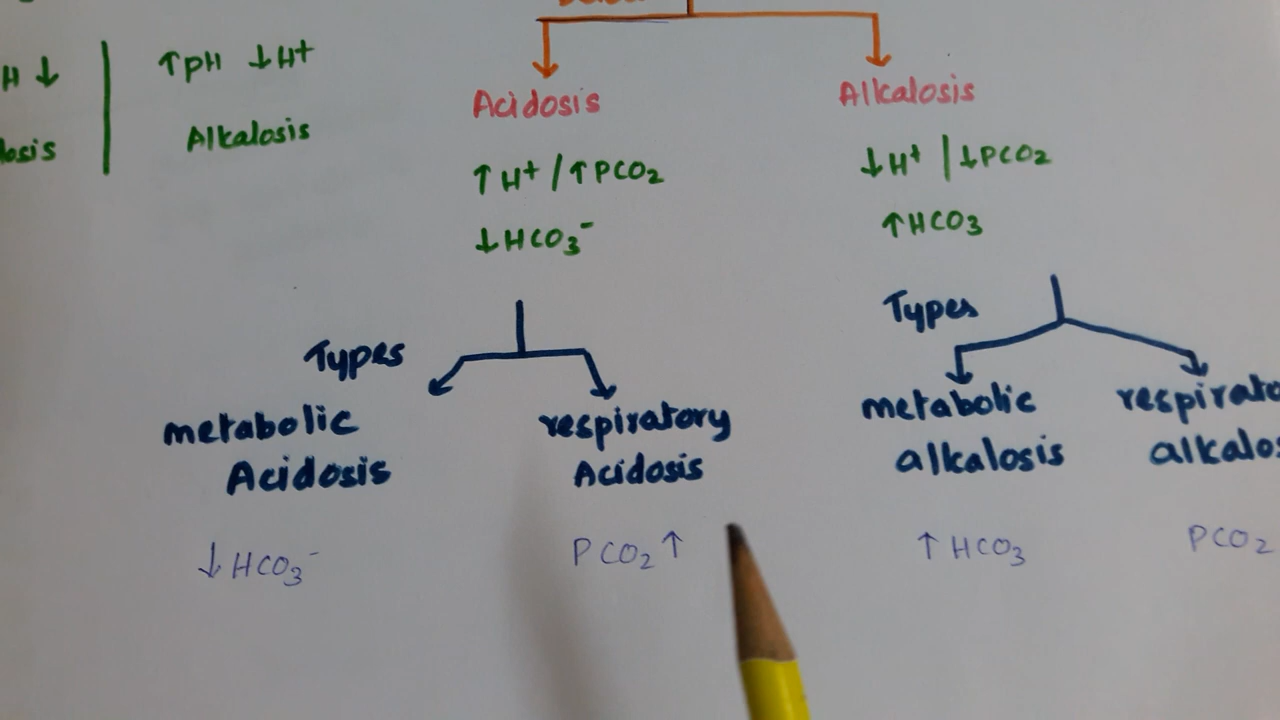 H ↓
↑pH ↓H+
Alkalosis
Acidosis
↑H+ / ↑PCO2
↓HCO3-
Types
metabolic
Acidosis
↓HCO3-
respiratory
Acidosis
PCO2 ↑
Alkalosis
↓H+ | ↓PCO2
↑HCO3
Types
metabolic
alkalosis
↑HCO3
PCO2